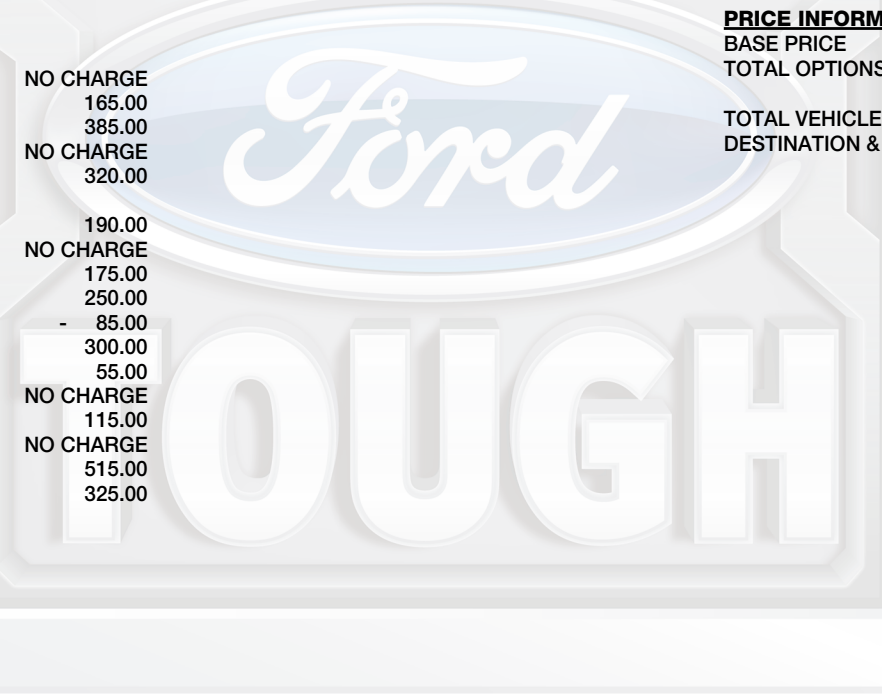 NO CHARGE
165.00
385.00
NO CHARGE
320.00
190.00
NO CHARGE
175.00
250.00
- 85.00
300.00
55.00
NO CHARGE
115.00
NO CHARGE
515.00
325.00
PRICE INFORM
BASE PRICE
TOTAL OPTIONS
TOTAL VEHICLE
DESTINATION &
Ford
TOUGH